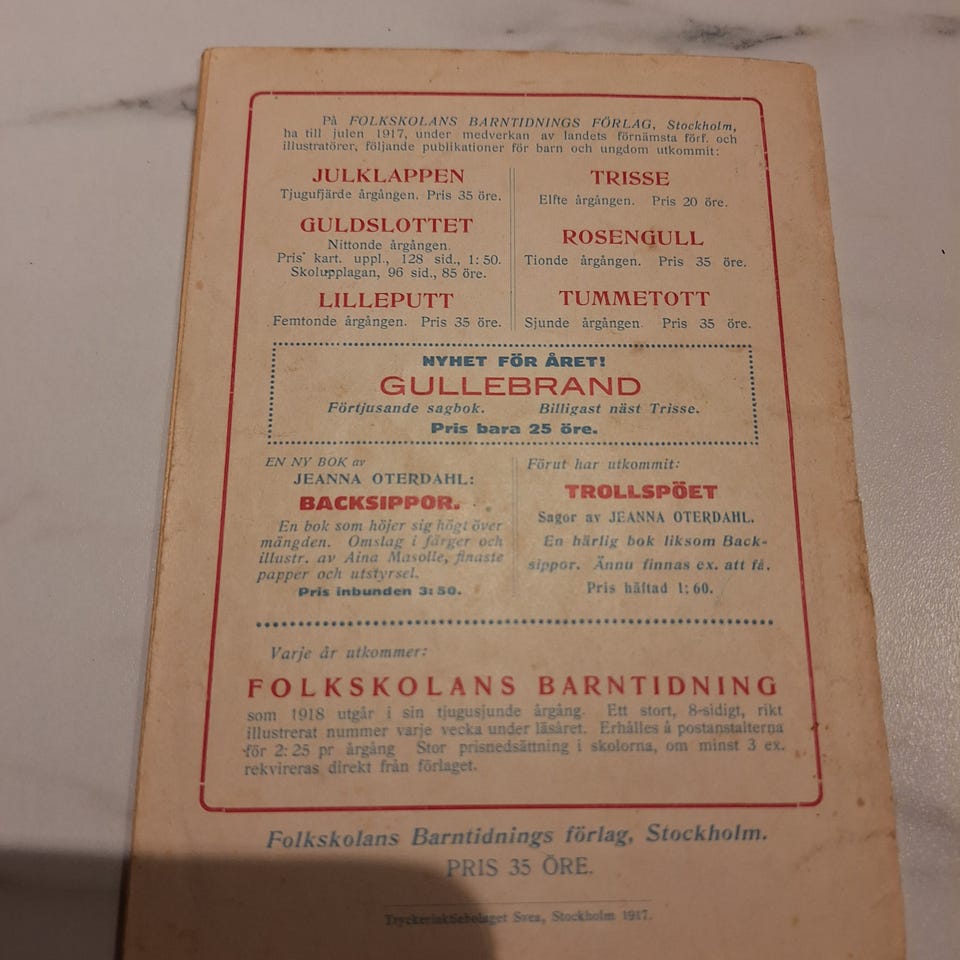 På FOLKSKOLANS BARNTIDNINGS FÖRLAG, Stockholm,
ha till julen 1917, under medverkan av landets förnämsta förf. och
illustratörer, följande publikationer för barn och ungdom utkommit:
JULKLAPPEN
Tjugufjärde årgången. Pris 35 öre.
GULDSLOTTET
Nittonde årgången.
Pris kart. uppl., 128 sid., 1: 50.
Skolupplagan, 96 sid., 85 öre.
LILLEPUTT
Femtonde årgången. Pris 35 öre.
TRISSE
Elfte årgången. Pris 20 öre.
ROSENGULL
Tionde årgången. Pris 35 öre.
TUMMETOTT
Sjunde årgången Pris 35 öre.
NYHET FÖR ÅRET!
GULLEBRAND
Förtjusande sagbok. Billigast näst Trisse.
Pris bara 25 öre.
EN NY BOK av
JEANNA OTERDAHL:
BACKSIPPOR.
En bok som höjer sig högt över
mängden. Omslag i färger och
illustr. av Aina Masolle, finaste
papper och utstyrsel.
Pris inbunden 3: 50.
Förut har utkommit:
TROLLSPÖET
Sagor av JEANNA OTERDAHL.
En härlig bok liksom Back-
sippor. Ännu finnas ex. att få.
Pris häftad 1: 60.
Varje år utkommer:
FOLKSKOLANS BARNTIDNING
som 1918 utgår i sin tjugusjunde årgång. Ett stort, 8-sidigt, rikt
illustrerat nummer varje vecka under läsåret. Erhålles å postanstalterna
för 2: 25 pr årgång Stor prisnedsättning i skolorna, om minst 3 ex.
rekvireras direkt från förlaget.
Folkskolans Barntidnings förlag, Stockholm.
PRIS 35 ÖRE.
Tryckeriaktiebolaget Svea, Stockholm 1917.